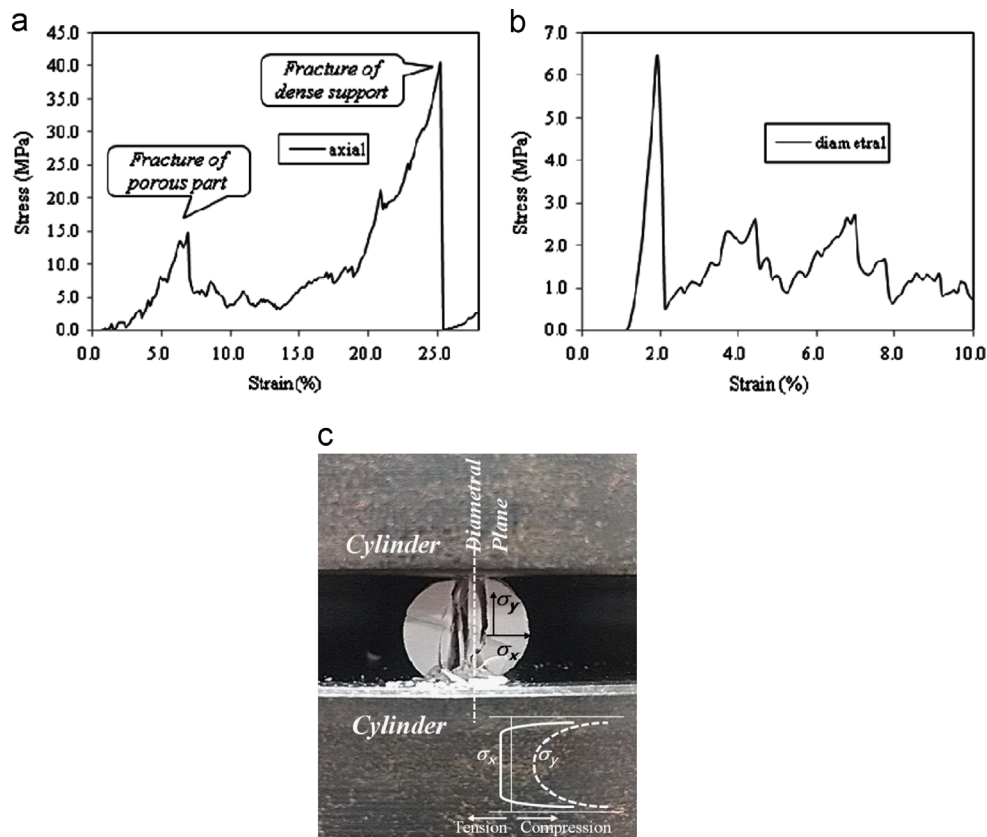 a
45.0
40.0
35.0
30.0
25.0
20.0
15.0
10.0
5.0
0.0
Stress (MPa)
0.0 5.0 10.0 15.0 20.0 25.0
Strain (%)
Fracture of
porous part
Fracture of
dense support
axial
b
7.0
6.0
5.0
4.0
3.0
2.0
1.0
0.0
Stress (MPa)
0.0 2.0 4.0 6.0 8.0 10.0
Strain (%)
diametral
c
Cylinder
Diametral
Plane
σy
σx
Cylinder
σx
σy
Tension Compression